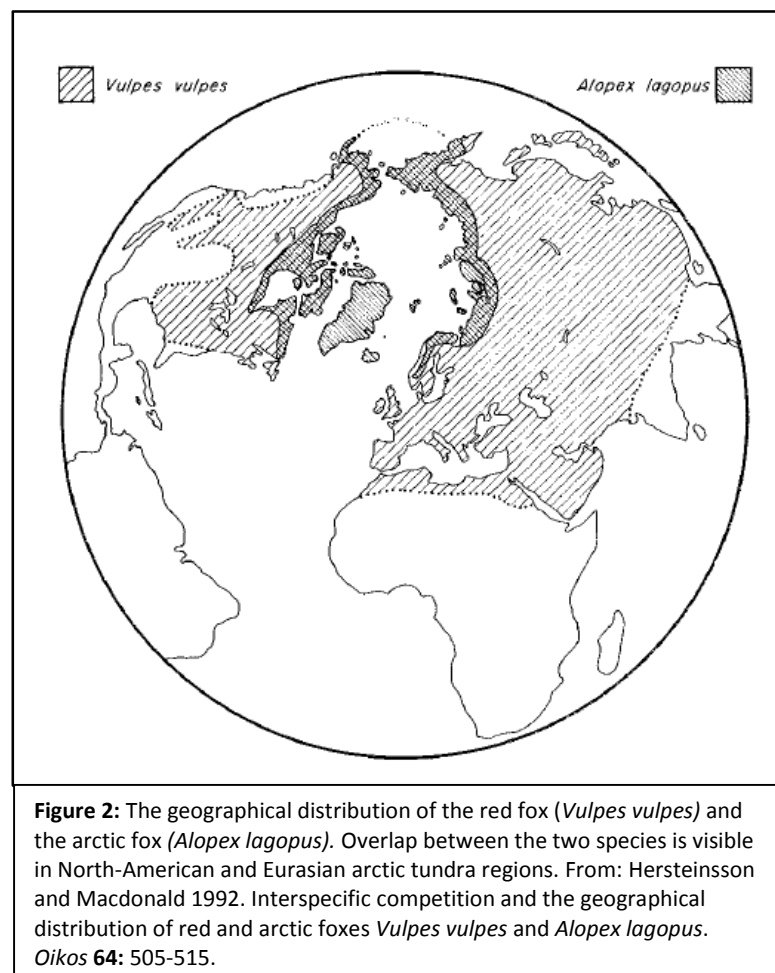 Vulpes vulpes
Alopex lagopus
Figure 2: The geographical distribution of the red fox (Vulpes vulpes) and
the arctic fox (Alopex lagopus). Overlap between the two species is visible
in North-American and Eurasian arctic tundra regions. From: Hersteinsson
and Macdonald 1992. Interspecific competition and the geographical
distribution of red and arctic foxes Vulpes vulpes and Alopex lagopus.
Oikos 64: 505-515.